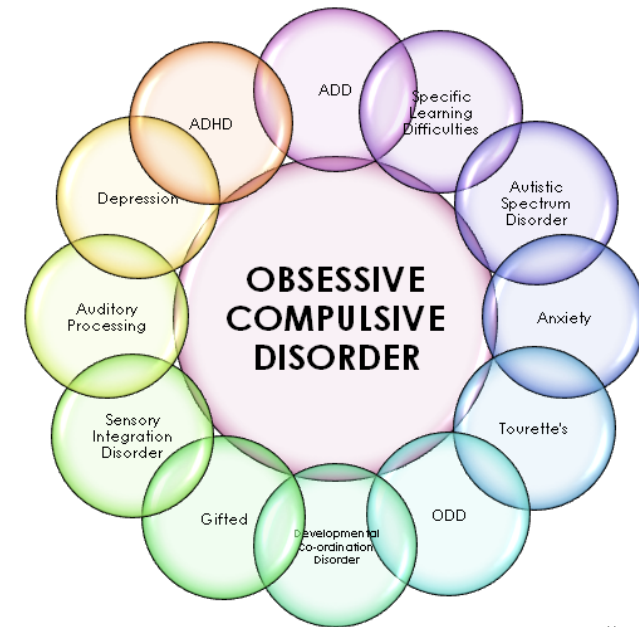 OBSESSIVE
COMPULSIVE
DISORDER
ADD
Specific
Learning
Difficulties
Autistic
Spectrum
Disorder
Anxiety
Tourette's
ODD
Developmental
Co-ordination
Disorder
Gifted
Sensory
Integration
Disorder
Auditory
Processing
Depression
ADHD